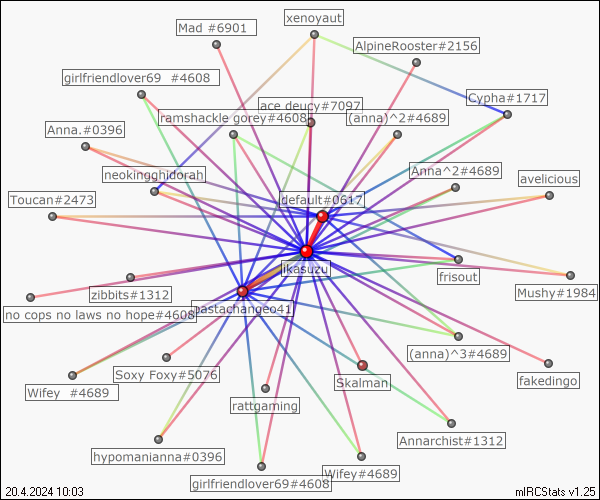 xenoyaut
Mad #6901
AlpineRooster#2156
girlfriendlover69  #4608
Cypha#1717
ace deucy#7097
ramshackle gorey#4608
(anna)^2#4689
Anna.#0396
neokingghidorah
Anna^2#4689
avelicious
Toucan#2473
default#0617
jikasuzu
frisout
zibbits#1312
Mushy#1984
no cops no laws no hope#4608
pastachangeo41
(anna)^3#4689
Soxy Foxy#5076
Skalman
fakedingo
Wifey  #4689
rattgaming
Annarchist#1312
hypomanianna#0396
Wifey#4689
girlfriendlover69#4608
20.4.2024 10:03
mIRCStats v1.25